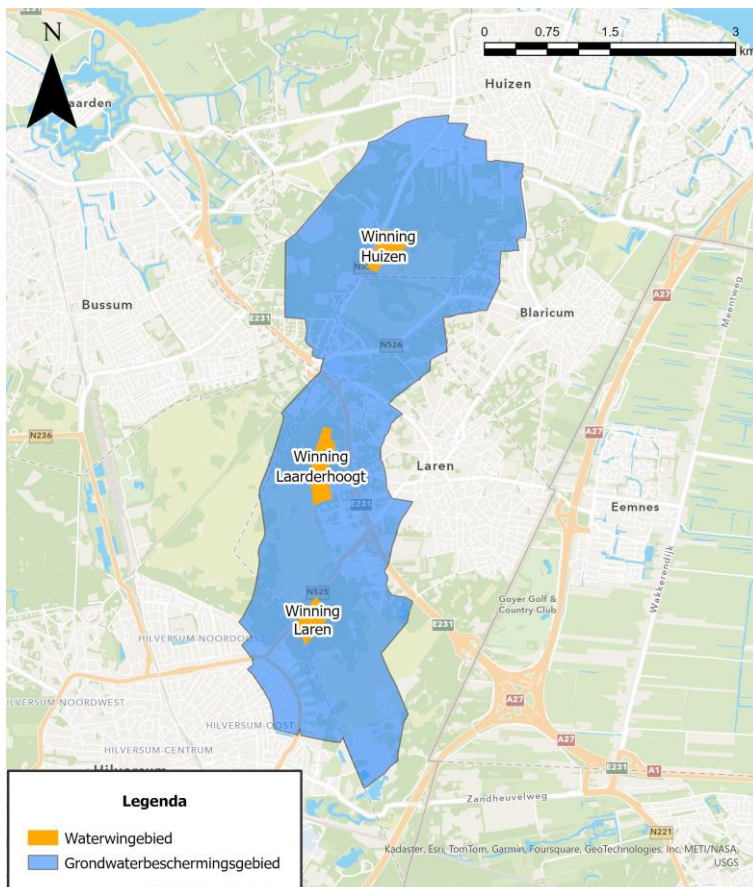 N
0 0.75 1.5 3
km
Huizen
Winning
Huizen
Bussum
E231
A27
Meentweg
Blaricum
N526
N236
A27
Winning
Laarderhoogt
Laren
E231
Eemnes
Wakkerendijk
N525
Goyer Golf &
Country Club
Winning
Laren
E231
HILVERSUM-NOORDWEST
HILVERSUM-OOST
A27
HILVERSUM-CENTRUM
A27
E231
A1
Legenda
Zandheuvelweg
Waterwingebied
N221
Grondwaterbeschermingsgebied
Kadaster, Esri, TomTom, Garmin, Foursquare, GeoTechnologies, Inc, METI/NASA,
USGS